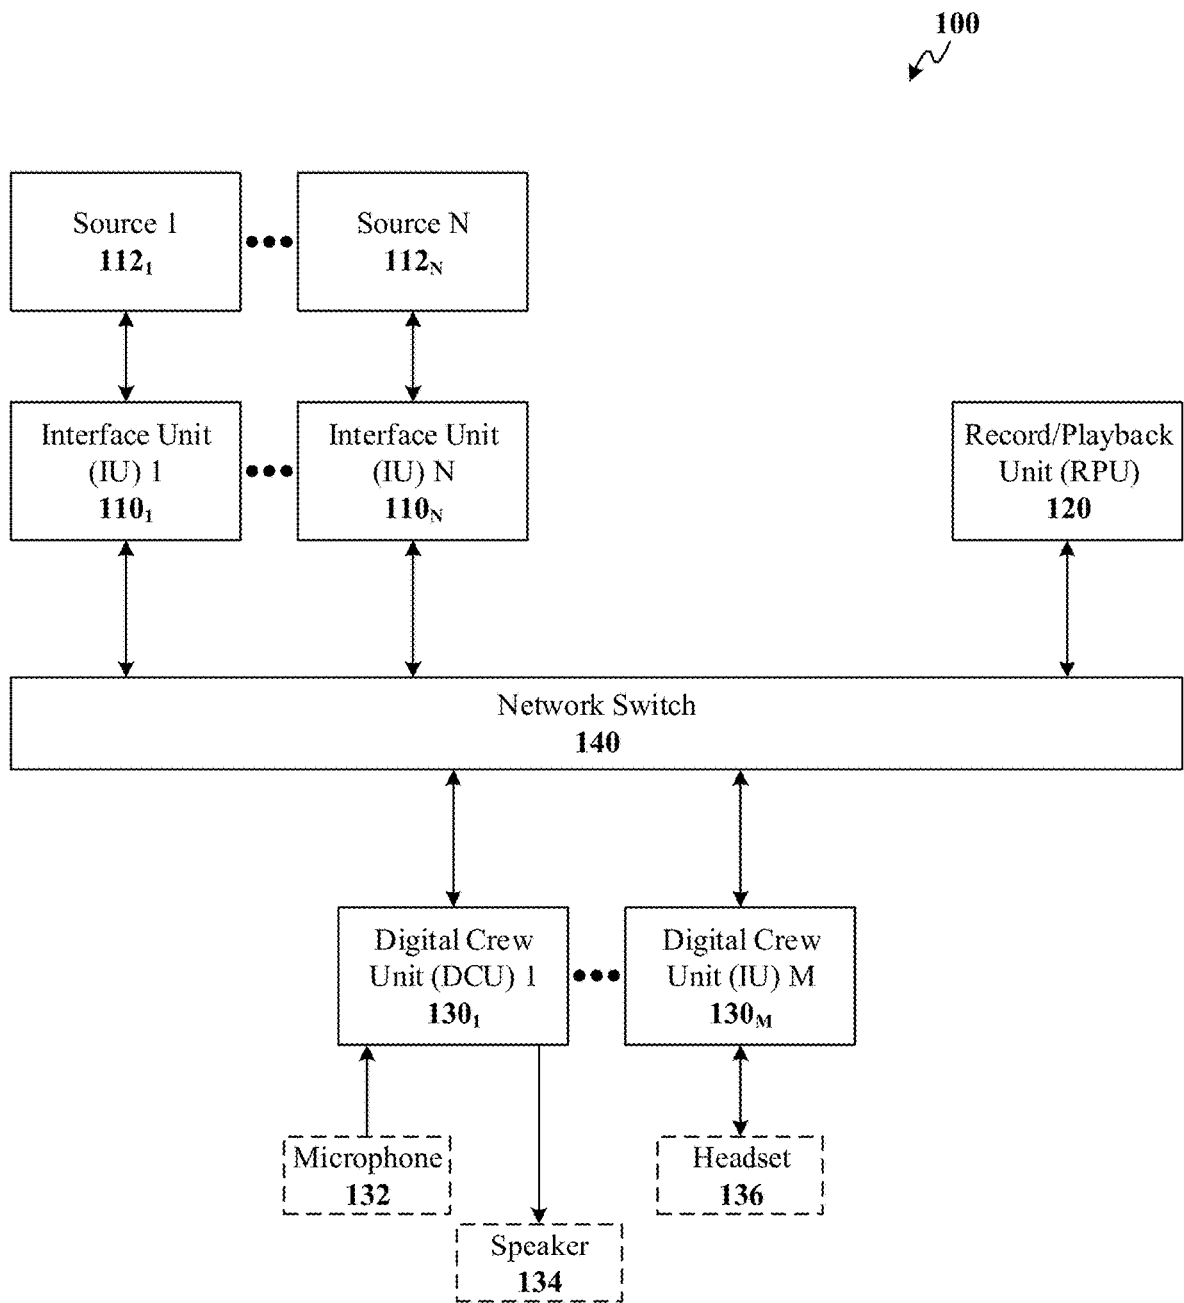 100
Source 1
112₁
Source N
112ₙ
Interface Unit
(IU) 1
110₁
Interface Unit
(IU) N
110ₙ
Record/Playback
Unit (RPU)
120
Network Switch
140
Digital Crew
Unit (DCU) 1
130₁
Digital Crew
Unit (IU) M
130ₘ
Microphone
132
Headset
136
Speaker
134